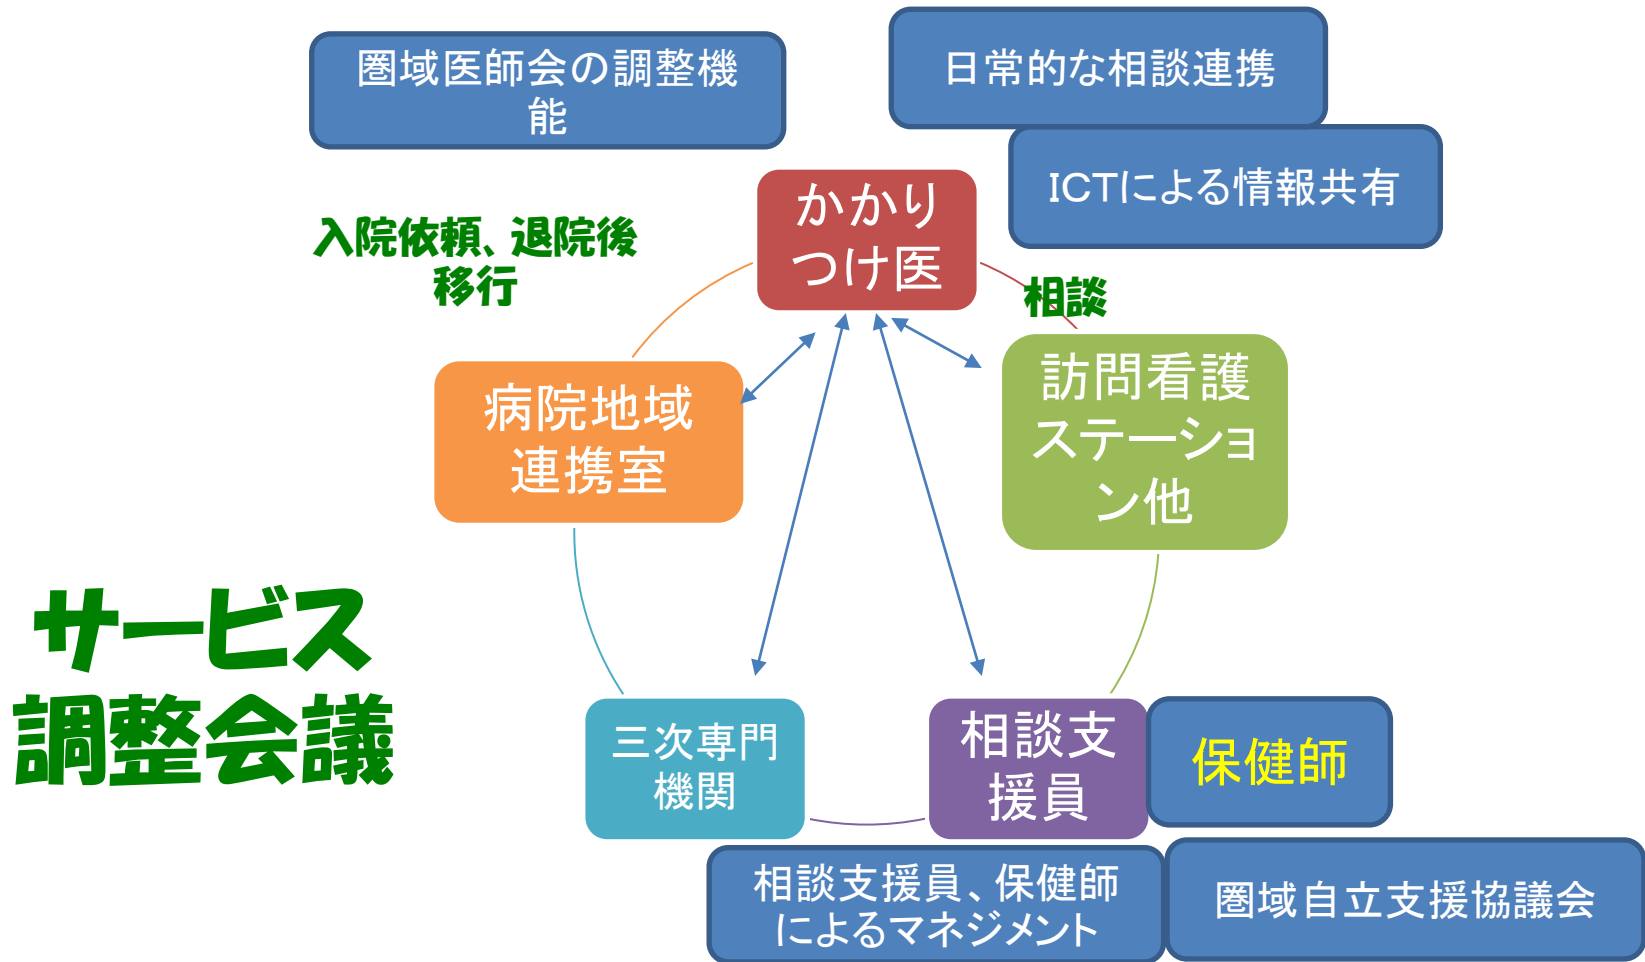 圏域医師会の調整機
能
日常的な相談連携
ICTによる情報共有
かかり
つけ医
入院依頼、退院後
移行
相談
訪問看護
ステーショ
ン他
病院地域
連携室
サービス
調整会議
三次専門
機関
相談支
援員
保健師
相談支援員、保健師
によるマネジメント
圏域自立支援協議会